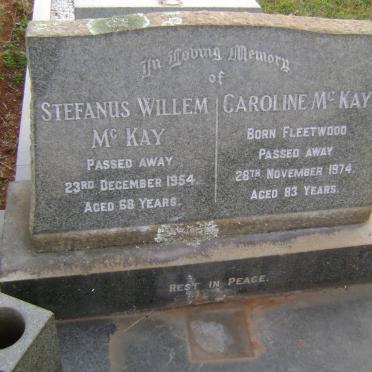 In Loving Memory
of
STEFANUS WILLEM
McKAY
PASSED AWAY
23RD DECEMBER 1954.
AGED 68 YEARS.
CAROLINE McKAY
BORN FLEETWOOD
PASSED AWAY
28TH NOVEMBER 1974.
AGED 83 YEARS.
REST IN PEACE.